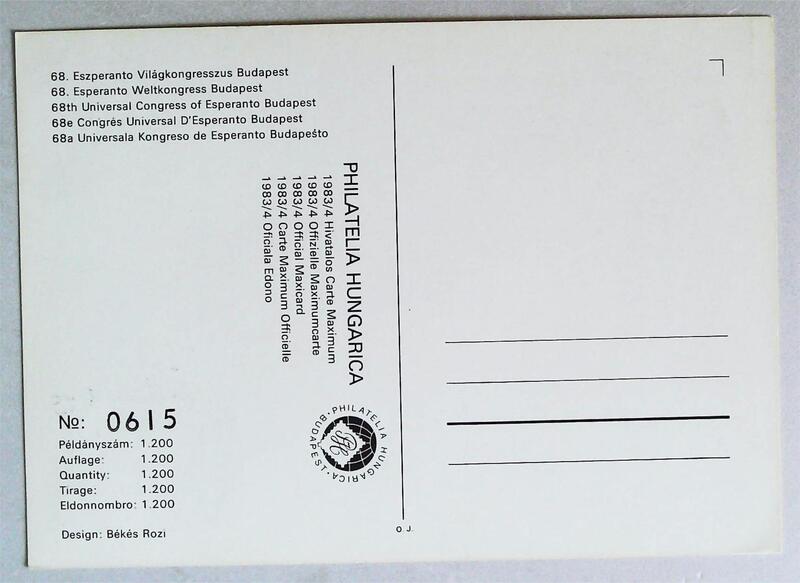 68. Eszperanto Világkongresszus Budapest
68. Esperanto Weltkongress Budapest
68th Universal Congress of Esperanto Budapest
68e Congrés Universal D'Esperanto Budapest
68a Universala Kongreso de Esperanto Budapeŝto
PHILATELIA HUNGARICA
1983/4 Hivatalos Carte Maximum
1983/4 Offizielle Maximumcarte
1983/4 Official Maxicard
1983/4 Carte Maximum Officielle
1983/4 Oficiala Edono
PHILATELIA HUNGARICA · BUDAPEST ·
PH
No: 0615
Példányszám: 1.200
Auflage: 1.200
Quantity: 1.200
Tirage: 1.200
Eldonnombro: 1.200
Design: Békés Rozi
O. J.